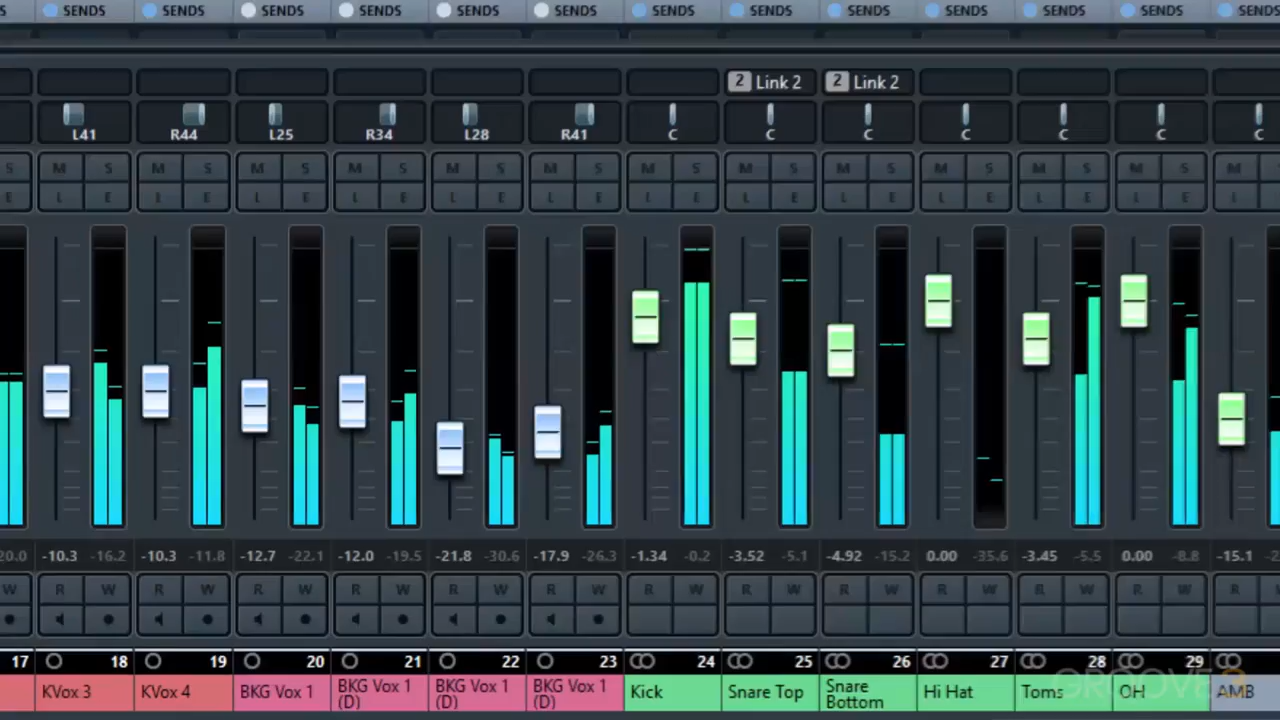 S SENDS SENDS SENDS SENDS SENDS SENDS SENDS SENDS SENDS SENDS SENDS SENDS SENDS
2 Link 2 2 Link 2
L41 R44 L25 R34 L28 R41 C C C C C C C
S M S M S M S M S M S M S M S M S M S M S M S M S M
E L E L E L E L E L E L E L E L E L E L E L E L E L
20.0 -10.3 -16.2 -10.3 -11.8 -12.7 -22.1 -12.0 -19.5 -21.8 -30.6 -17.9 -26.3 -1.34 -0.2 -3.52 -5.1 -4.92 -15.2 0.00 -35.6 -3.45 -5.5 0.00 -8.8 -15.1
W R W R W R W R W R W R W R W R W R W R W R W R W R
17 18 19 20 21 22 23 24 25 26 27 28 29
KVox 3 KVox 4 BKG Vox 1 BKG Vox 1 (D) BKG Vox 1 (D) BKG Vox 1 (D) Kick Snare Top Snare Bottom Hi Hat Toms OH AMB
GROOVE3